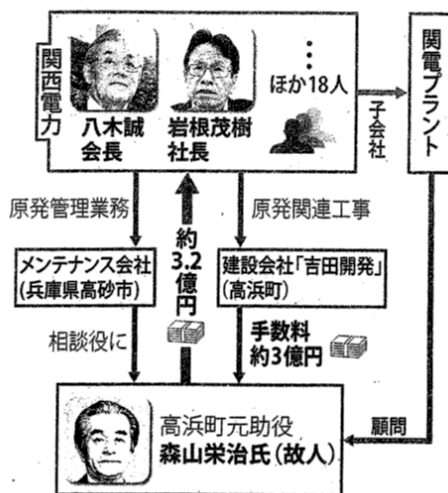 関西電力
八木誠
会長
岩根茂樹
社長
…
ほか18人
子会社
関電プラント
原発管理業務
約3.2億円
原発関連工事
メンテナンス会社
(兵庫県高砂市)
建設会社「吉田開発」
(高浜町)
相談役に
手数料
約3億円
顧問
高浜町元助役
森山栄治氏(故人)